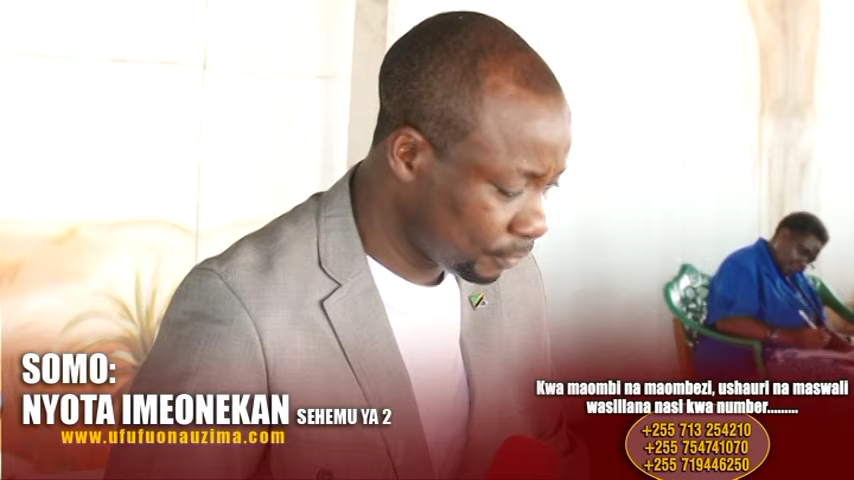 SOMO:
NYOTA IMEONEKAN SEHEMU YA 2
www.ufufuonauzima.com
Kwa maombi na maombezi, ushauri na maswali
wasiliana nasi kwa number.........
+255 713 254210
+255 754741070
+255 719446250